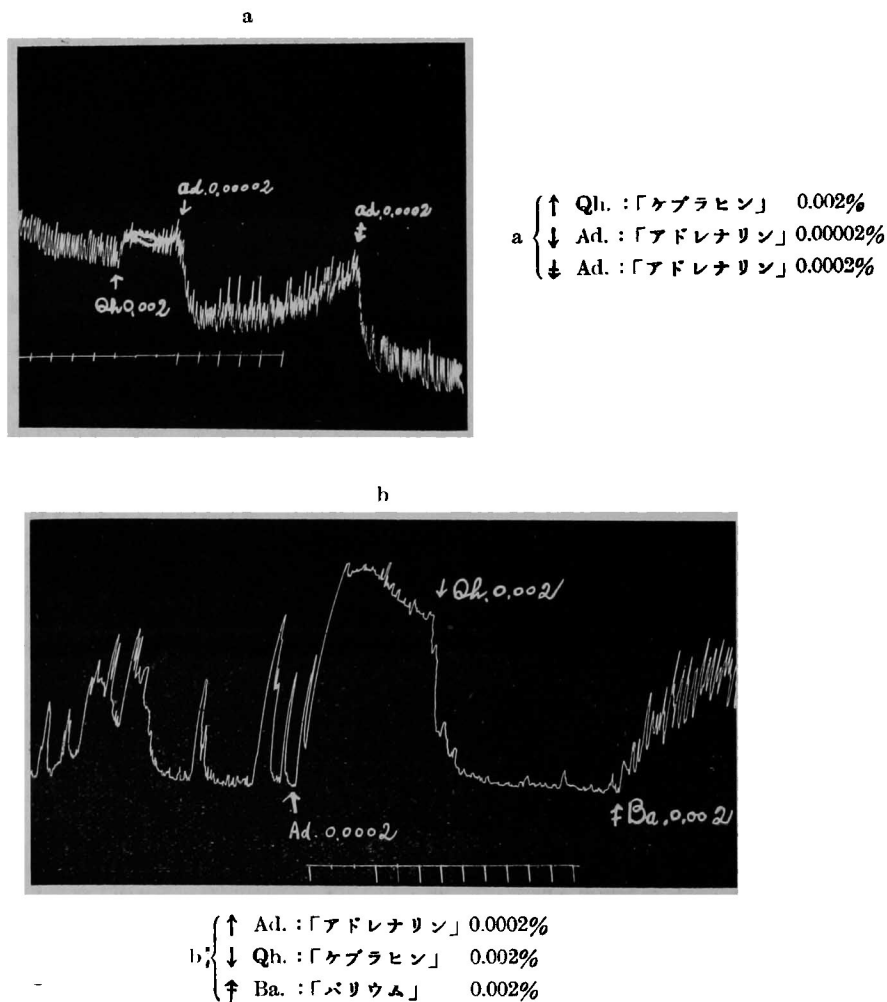 a
ad.0,00002
ad.0,0002
Qh0,002
a { ↑ Qh. :「ケブラヒン」 0.002%
↓ Ad. :「アドレナリン」 0.00002%
⤈ Ad. :「アドレナリン」 0.0002%
b
↓Qh.0,002
Ad. 0,0002
⤉Ba.0,002
b: { ↑ Ad. :「アドレナリン」 0.0002%
↓ Qh. :「ケブラヒン」 0.002%
⤉ Ba. :「バリウム」 0.002%